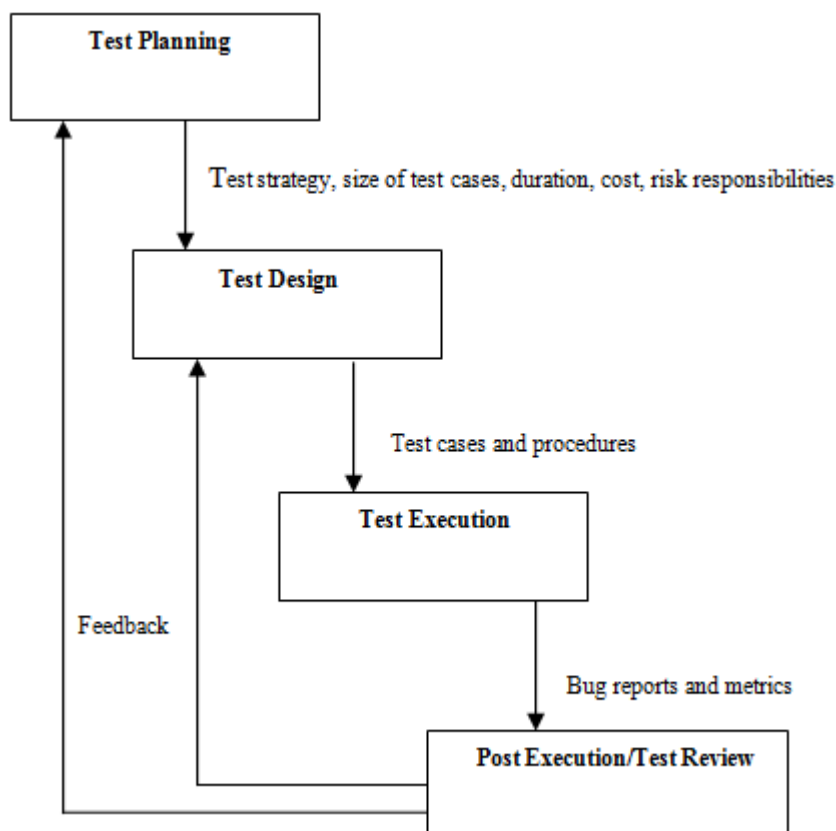 Test Planning
Test strategy, size of test cases, duration, cost, risk responsibilities
Test Design
Test cases and procedures
Test Execution
Feedback
Bug reports and metrics
Post Execution/Test Review